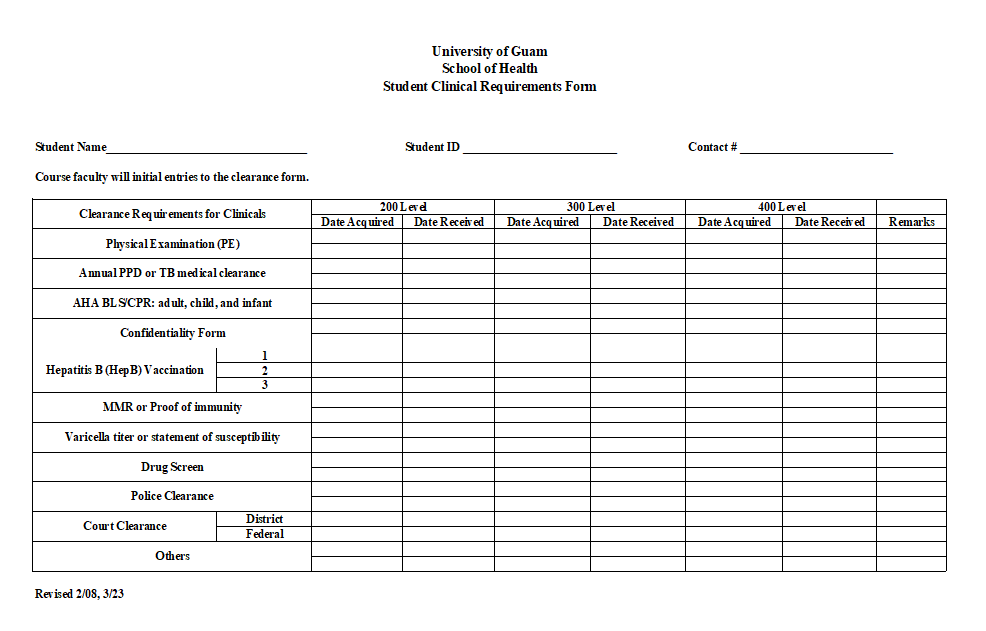 University of Guam
School of Health
Student Clinical Requirements Form
Student Name Student ID Contact #
Course faculty will initial entries to the clearance form.
Clearance Requirements for Clinicals 200 Level 300 Level 400 Level
Date Acquired Date Received Date Acquired Date Received Date Acquired Date Received Remarks
Physical Examination (PE)
Annual PPD or TB medical clearance
AHA BLS/CPR: adult, child, and infant
Confidentiality Form
Hepatitis B (HepB) Vaccination
1
2
3
MMR or Proof of immunity
Varicella titer or statement of susceptibility
Drug Screen
Police Clearance
Court Clearance
District
Federal
Others
Revised 2/08, 3/23